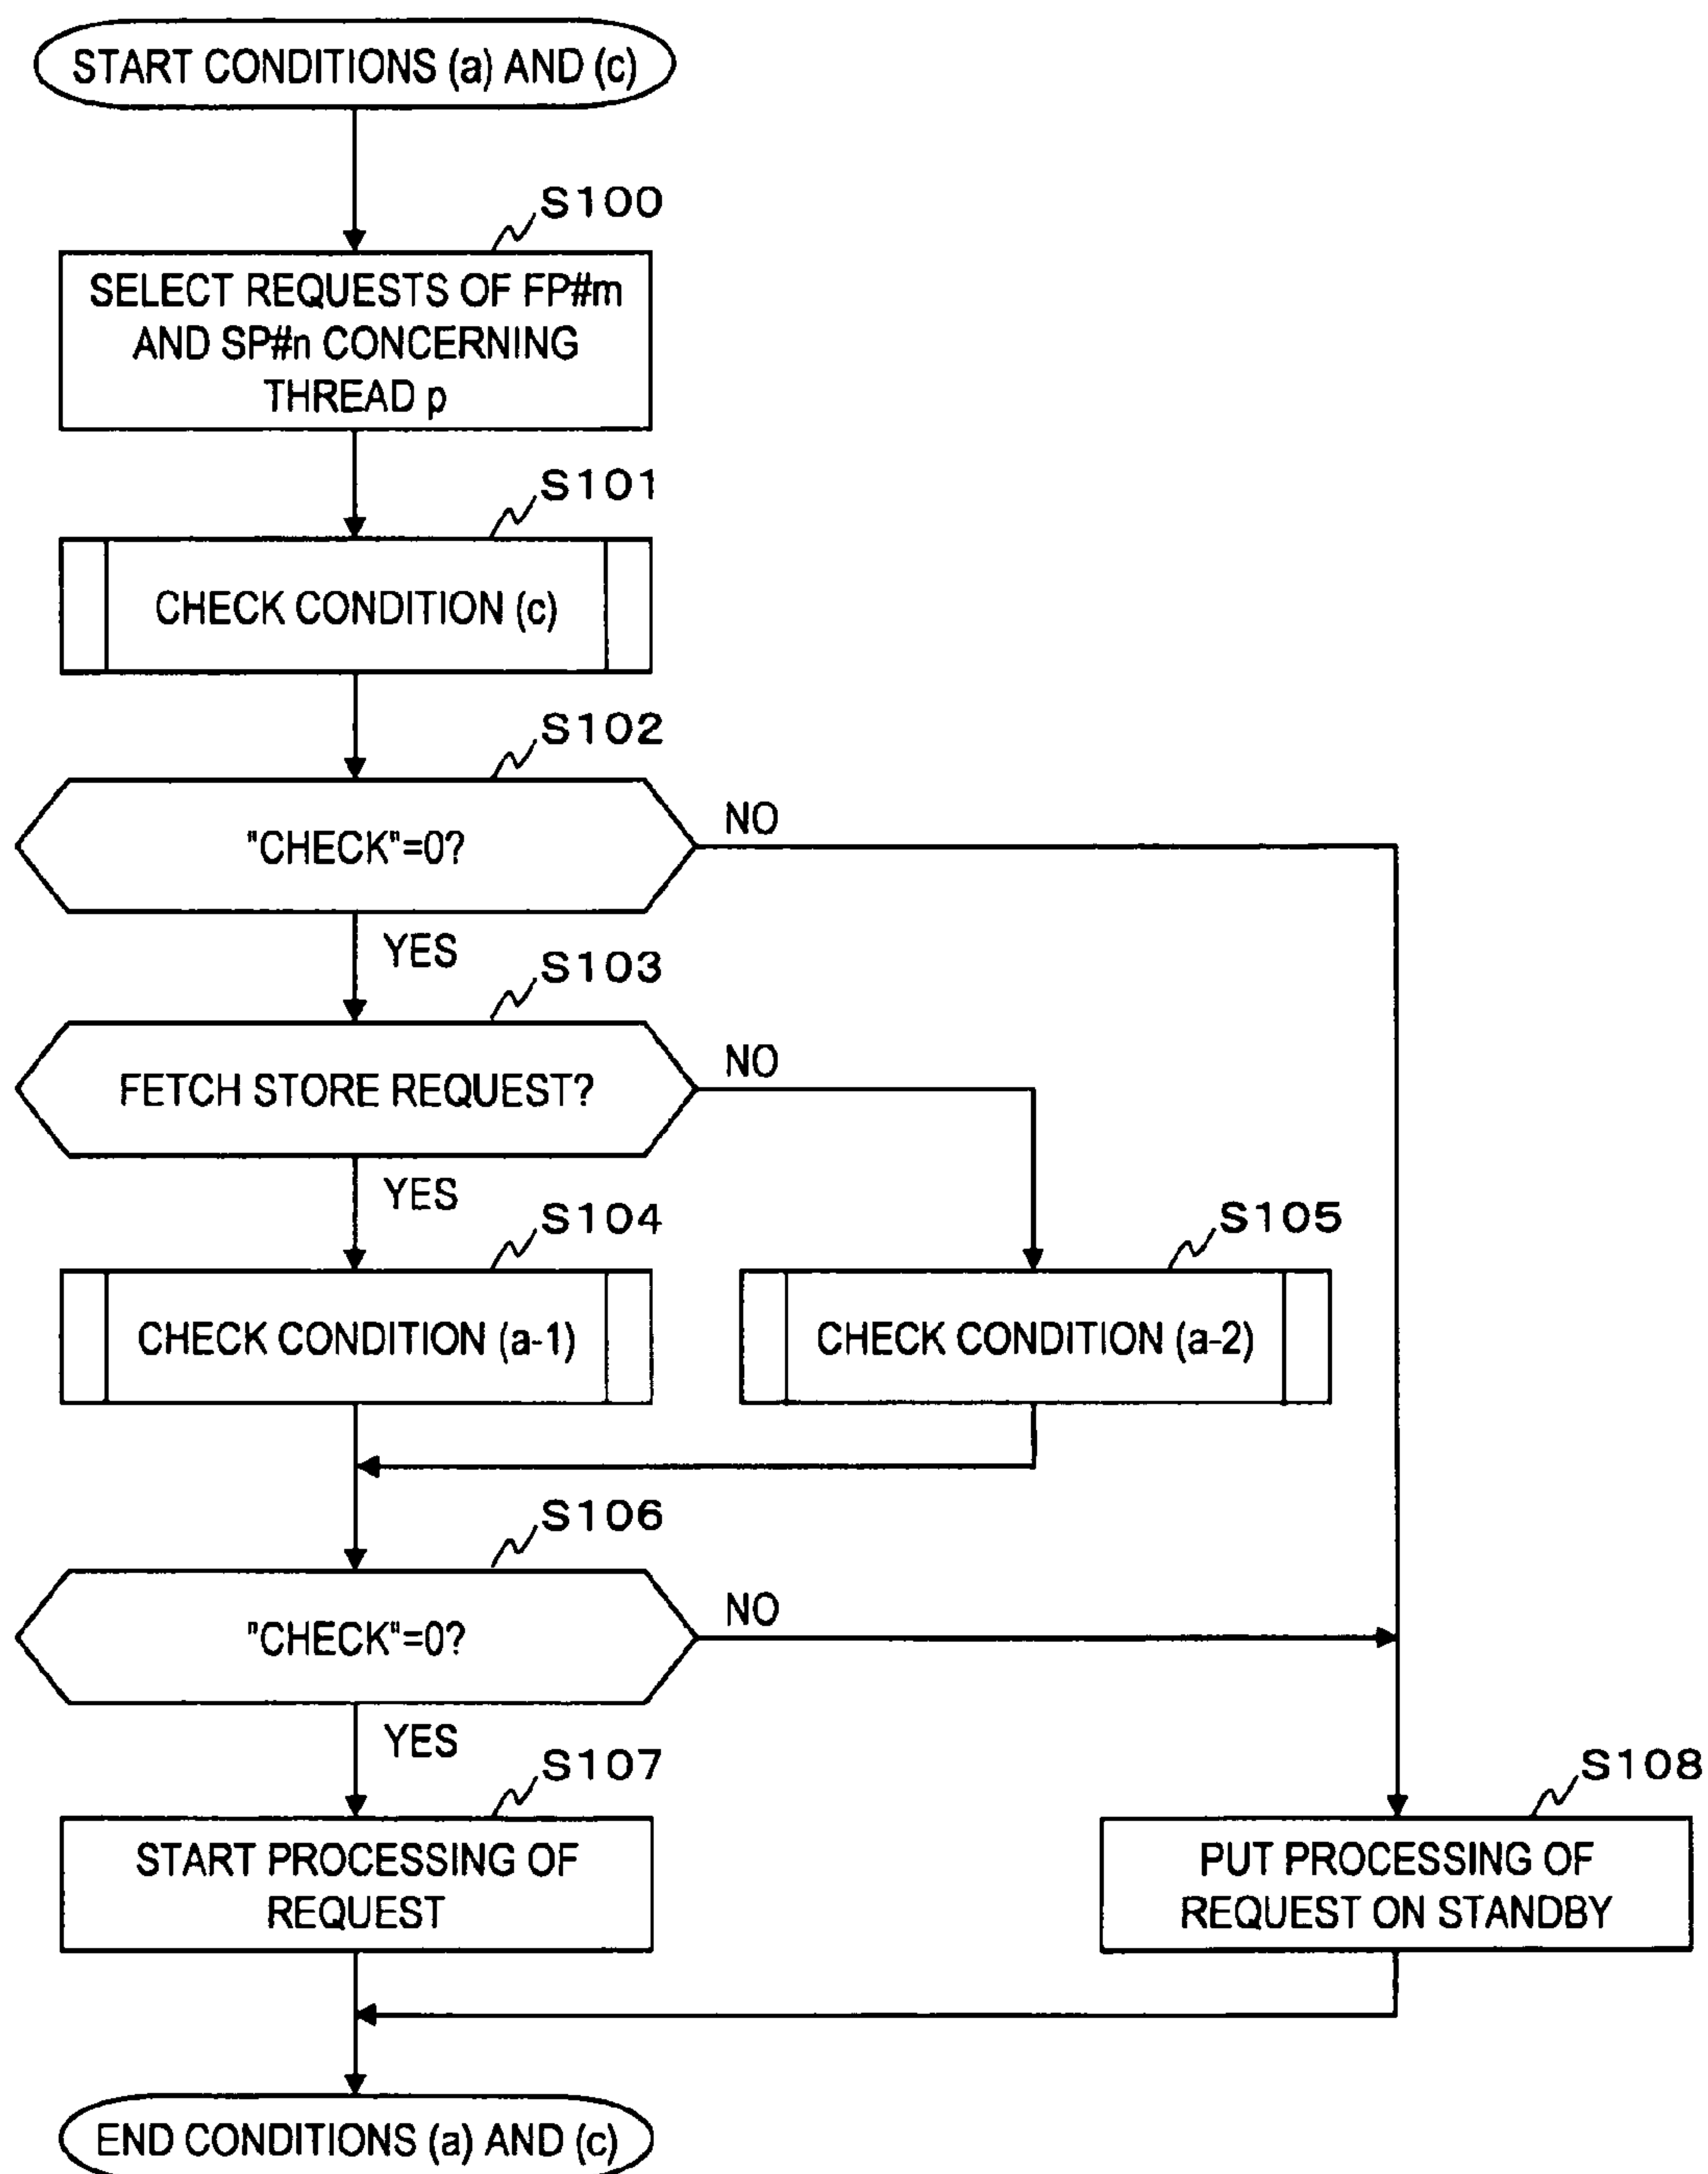 START CONDITIONS (a) AND (c)
S100
SELECT REQUESTS OF FP#m
AND SP#n CONCERNING
THREAD p
S101
CHECK CONDITION (c)
S102
"CHECK"=0?
NO
YES
S103
FETCH STORE REQUEST?
NO
YES
S104
CHECK CONDITION (a-1)
S105
CHECK CONDITION (a-2)
S106
"CHECK"=0?
NO
YES
S107
START PROCESSING OF
REQUEST
S108
PUT PROCESSING OF
REQUEST ON STANDBY
END CONDITIONS (a) AND (c)